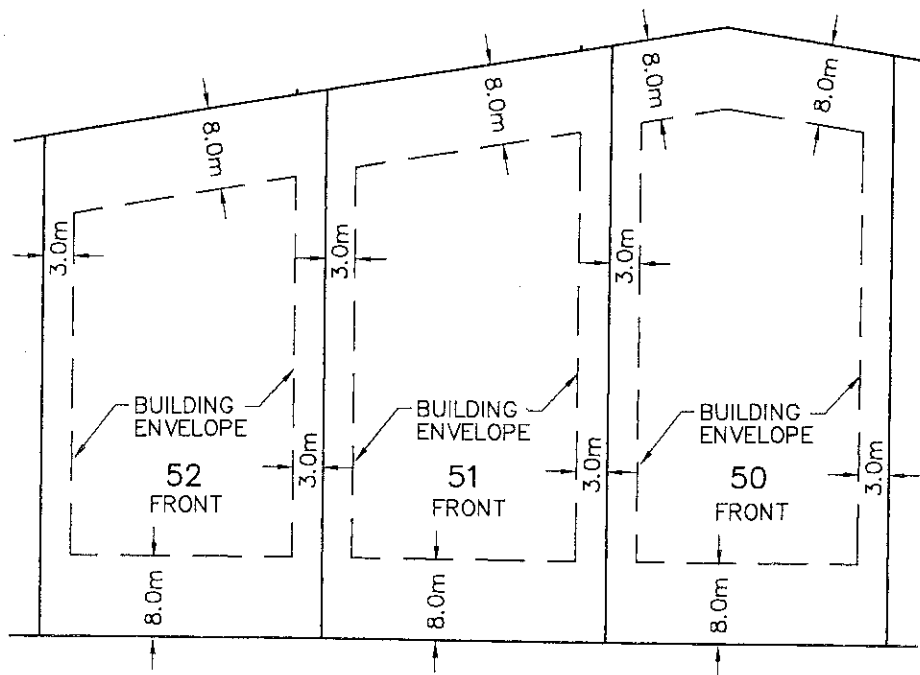 8.0m
8.0m
8.0m
8.0m
3.0m
3.0m
3.0m
BUILDING
ENVELOPE
52
FRONT
BUILDING
ENVELOPE
51
FRONT
BUILDING
ENVELOPE
50
FRONT
3.0m
3.0m
3.0m
8.0m
8.0m
8.0m